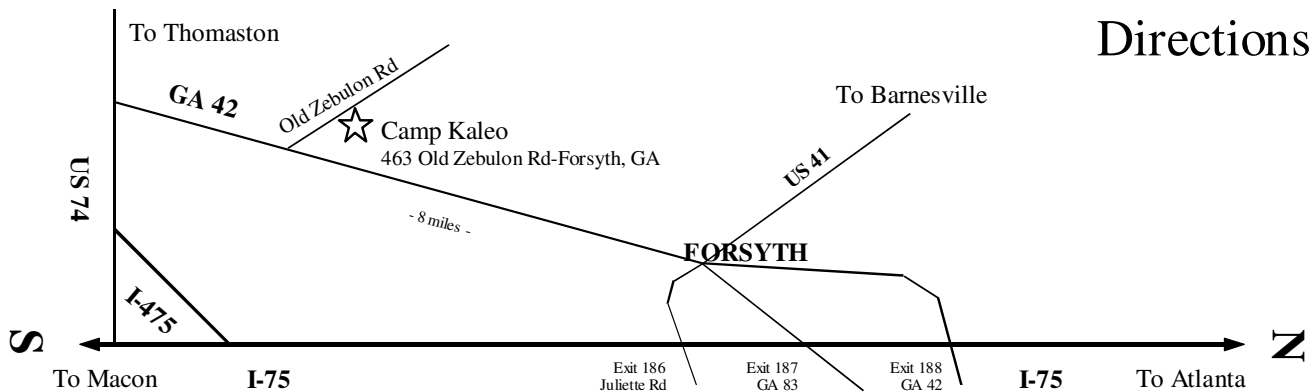 Directions
To Thomaston
GA 42
Old Zebulon Rd
To Barnesville
Camp Kaleo
463 Old Zebulon Rd-Forsyth, GA
US 41
US 74
- 8 miles -
FORSYTH
I-475
S
N
To Macon
I-75
Exit 186
Juliette Rd
Exit 187
GA 83
Exit 188
GA 42
I-75
To Atlanta